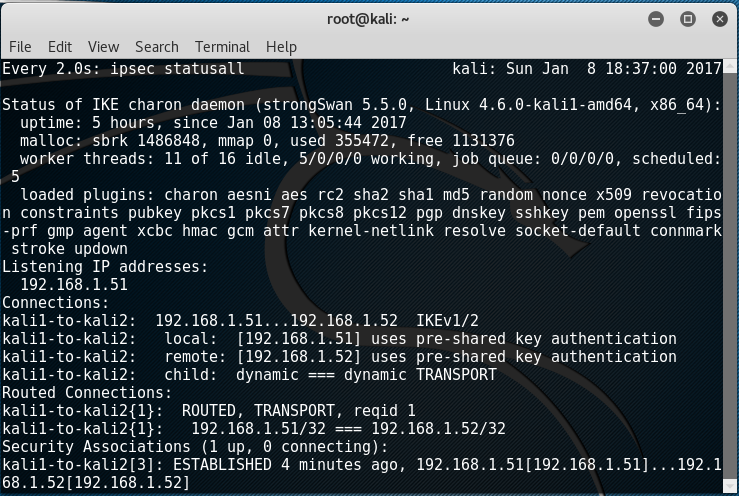 root@kali: ~
File Edit View Search Terminal Help
Every 2.0s: ipsec statusall kali: Sun Jan  8 18:37:00 2017
Status of IKE charon daemon (strongSwan 5.5.0, Linux 4.6.0-kali1-amd64, x86_64):
  uptime: 5 hours, since Jan 08 13:05:44 2017
  malloc: sbrk 1486848, mmap 0, used 355472, free 1131376
  worker threads: 11 of 16 idle, 5/0/0/0 working, job queue: 0/0/0/0, scheduled:
 5
  loaded plugins: charon aesni aes rc2 sha2 sha1 md5 random nonce x509 revocatio
n constraints pubkey pkcs1 pkcs7 pkcs8 pkcs12 pgp dnskey sshkey pem openssl fips
-prf gmp agent xcbc hmac gcm attr kernel-netlink resolve socket-default connmark
 stroke updown
Listening IP addresses:
  192.168.1.51
Connections:
kali1-to-kali2:  192.168.1.51...192.168.1.52  IKEv1/2
kali1-to-kali2:   local:  [192.168.1.51] uses pre-shared key authentication
kali1-to-kali2:   remote: [192.168.1.52] uses pre-shared key authentication
kali1-to-kali2:   child:  dynamic === dynamic TRANSPORT
Routed Connections:
kali1-to-kali2{1}:  ROUTED, TRANSPORT, reqid 1
kali1-to-kali2{1}:   192.168.1.51/32 === 192.168.1.52/32
Security Associations (1 up, 0 connecting):
kali1-to-kali2[3]: ESTABLISHED 4 minutes ago, 192.168.1.51[192.168.1.51]...192.1
68.1.52[192.168.1.52]